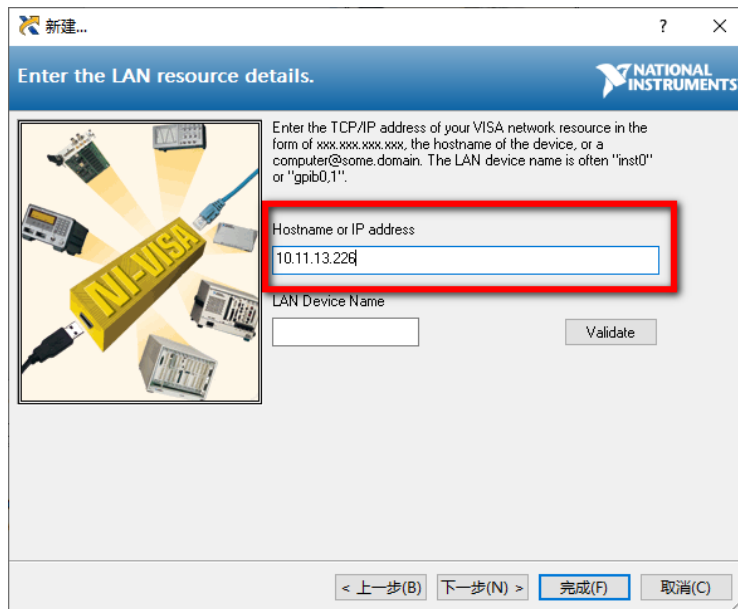 新建...
?
Enter the LAN resource details.
NATIONAL
INSTRUMENTS
Enter the TCP/IP address of your VISA network resource in the
form of xxx.xxx.xxx.xxx, the hostname of the device, or a
computer@some.domain. The LAN device name is often "inst0"
or "gpib0,1".
NI-VISA
Hostname or IP address
10.11.13.226
LAN Device Name
Validate
< 上一步(B) 下一步(N) > 完成(F) 取消(C)